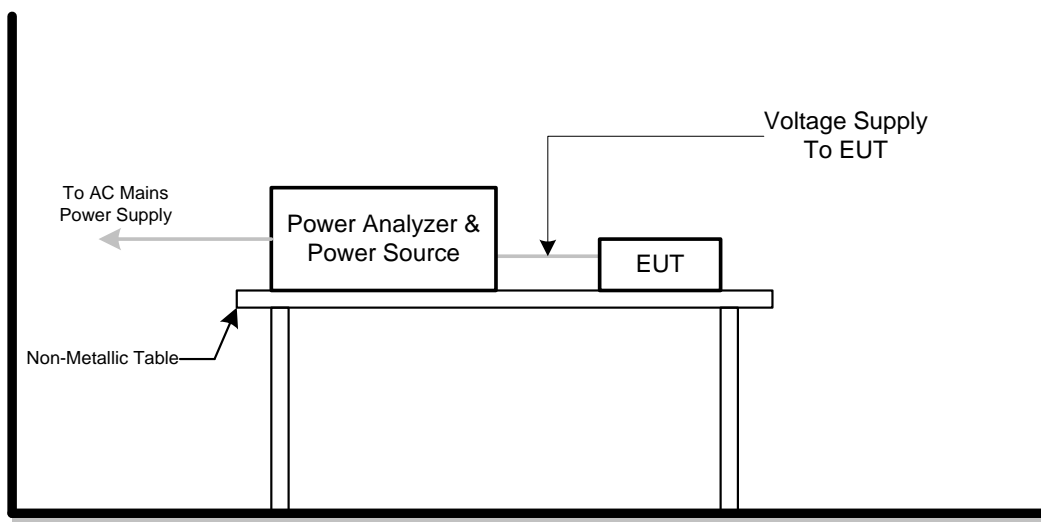 Voltage Supply
To EUT
To AC Mains
Power Supply
Power Analyzer &
Power Source
EUT
Non-Metallic Table